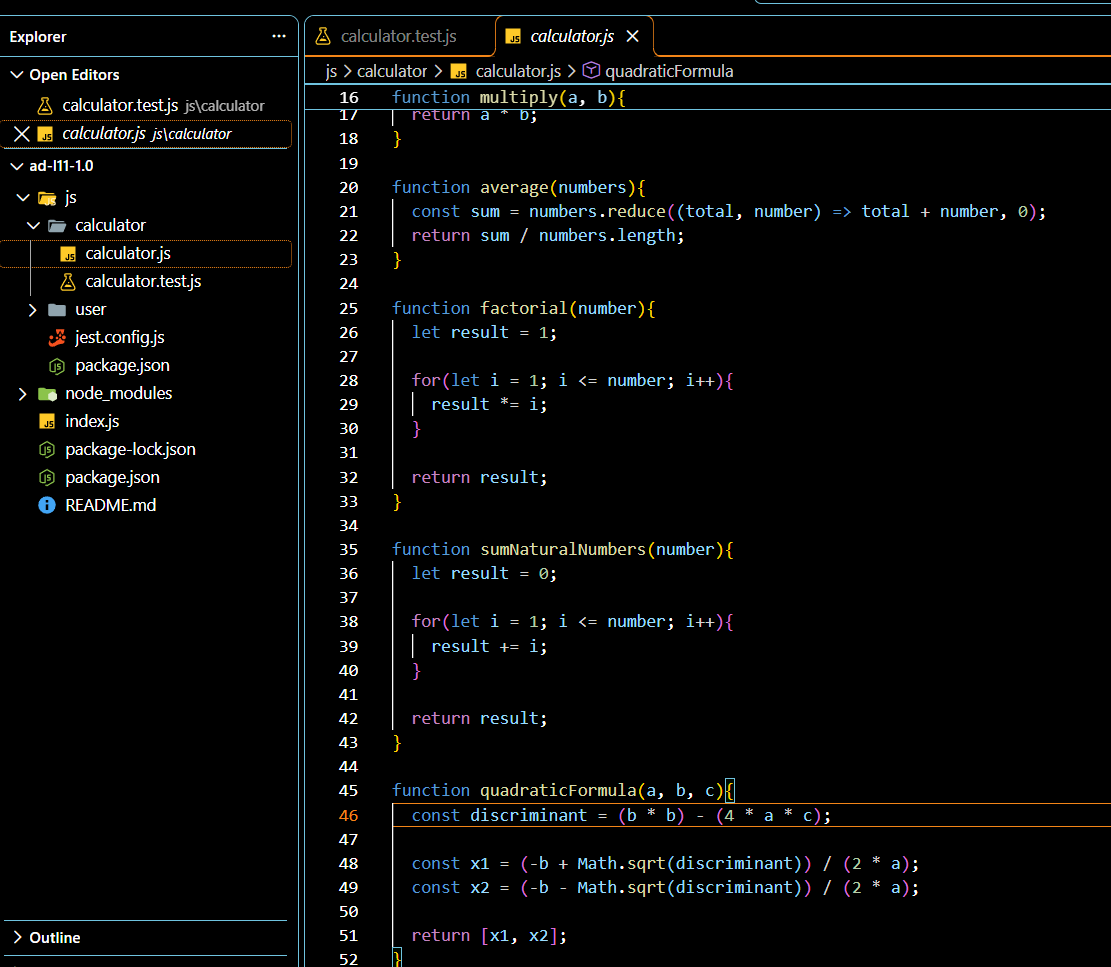 Explorer ...
Open Editors
calculator.test.js js\calculator
calculator.js js\calculator
ad-l11-1.0
js
calculator
calculator.js
calculator.test.js
user
jest.config.js
package.json
node_modules
index.js
package-lock.json
package.json
README.md
Outline
calculator.test.js
calculator.js
js > calculator > calculator.js > quadraticFormula
16 function multiply(a, b){
17 return a * b;
18 }
19
20 function average(numbers){
21 const sum = numbers.reduce((total, number) => total + number, 0);
22 return sum / numbers.length;
23 }
24
25 function factorial(number){
26 let result = 1;
27
28 for(let i = 1; i <= number; i++){
29 result *= i;
30 }
31
32 return result;
33 }
34
35 function sumNaturalNumbers(number){
36 let result = 0;
37
38 for(let i = 1; i <= number; i++){
39 result += i;
40 }
41
42 return result;
43 }
44
45 function quadraticFormula(a, b, c){
46 const discriminant = (b * b) - (4 * a * c);
47
48 const x1 = (-b + Math.sqrt(discriminant)) / (2 * a);
49 const x2 = (-b - Math.sqrt(discriminant)) / (2 * a);
50
51 return [x1, x2];
52 }